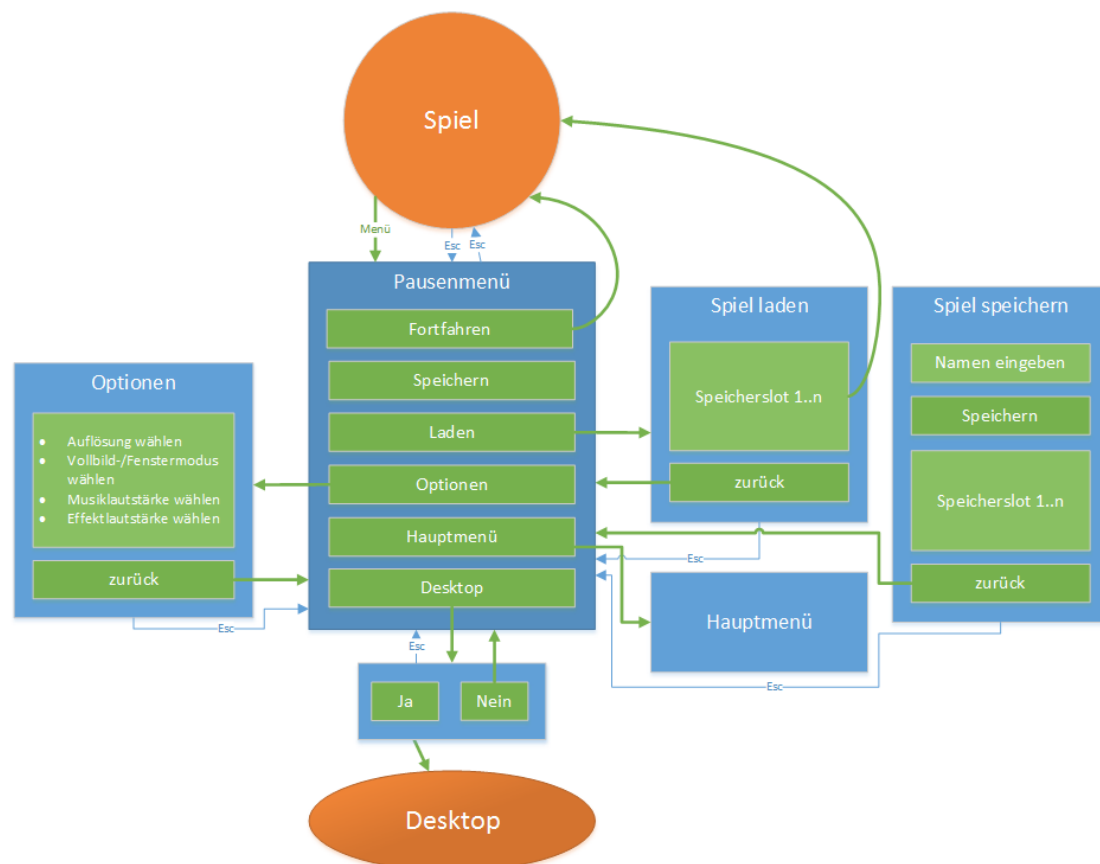 Spiel
Menü
Esc
Esc
Pausenmenü
Fortfahren
Speichern
Laden
Optionen
Hauptmenü
Desktop
Spiel laden
Speicherslot 1..n
zurück
Esc
Spiel speichern
Namen eingeben
Speichern
Speicherslot 1..n
zurück
Esc
Optionen
Auflösung wählen
Vollbild-/Fenstermodus
wählen
Musiklautstärke wählen
Effektlautstärke wählen
zurück
Esc
Hauptmenü
Esc
Ja
Nein
Desktop